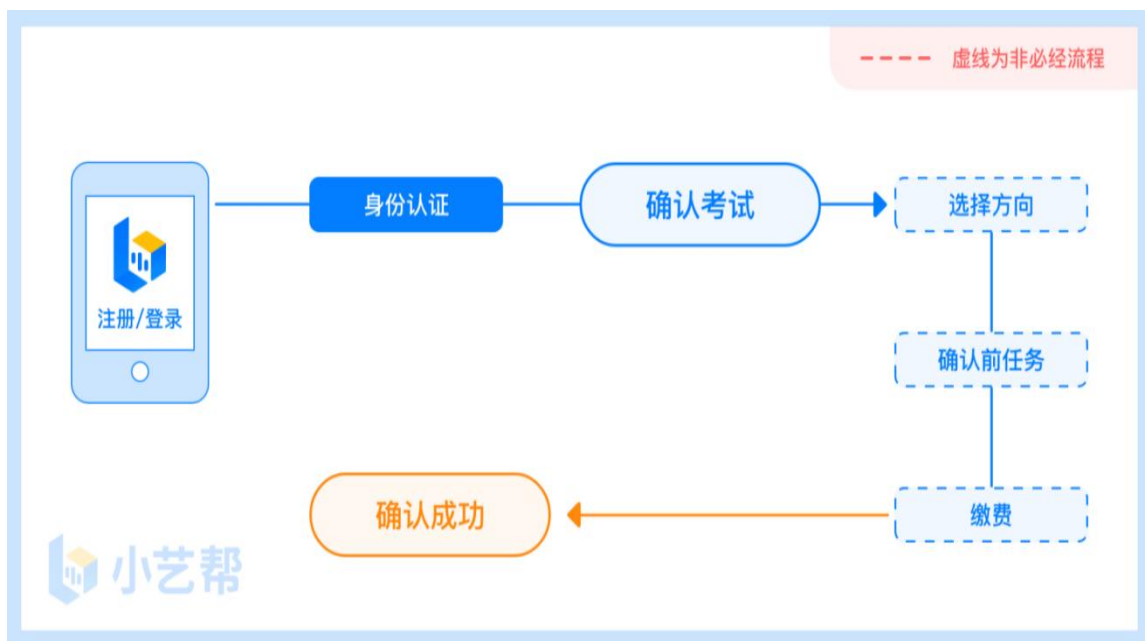 虚线为非必经流程
注册/登录
身份认证
确认考试
选择方向
确认前任务
缴费
确认成功
小艺帮